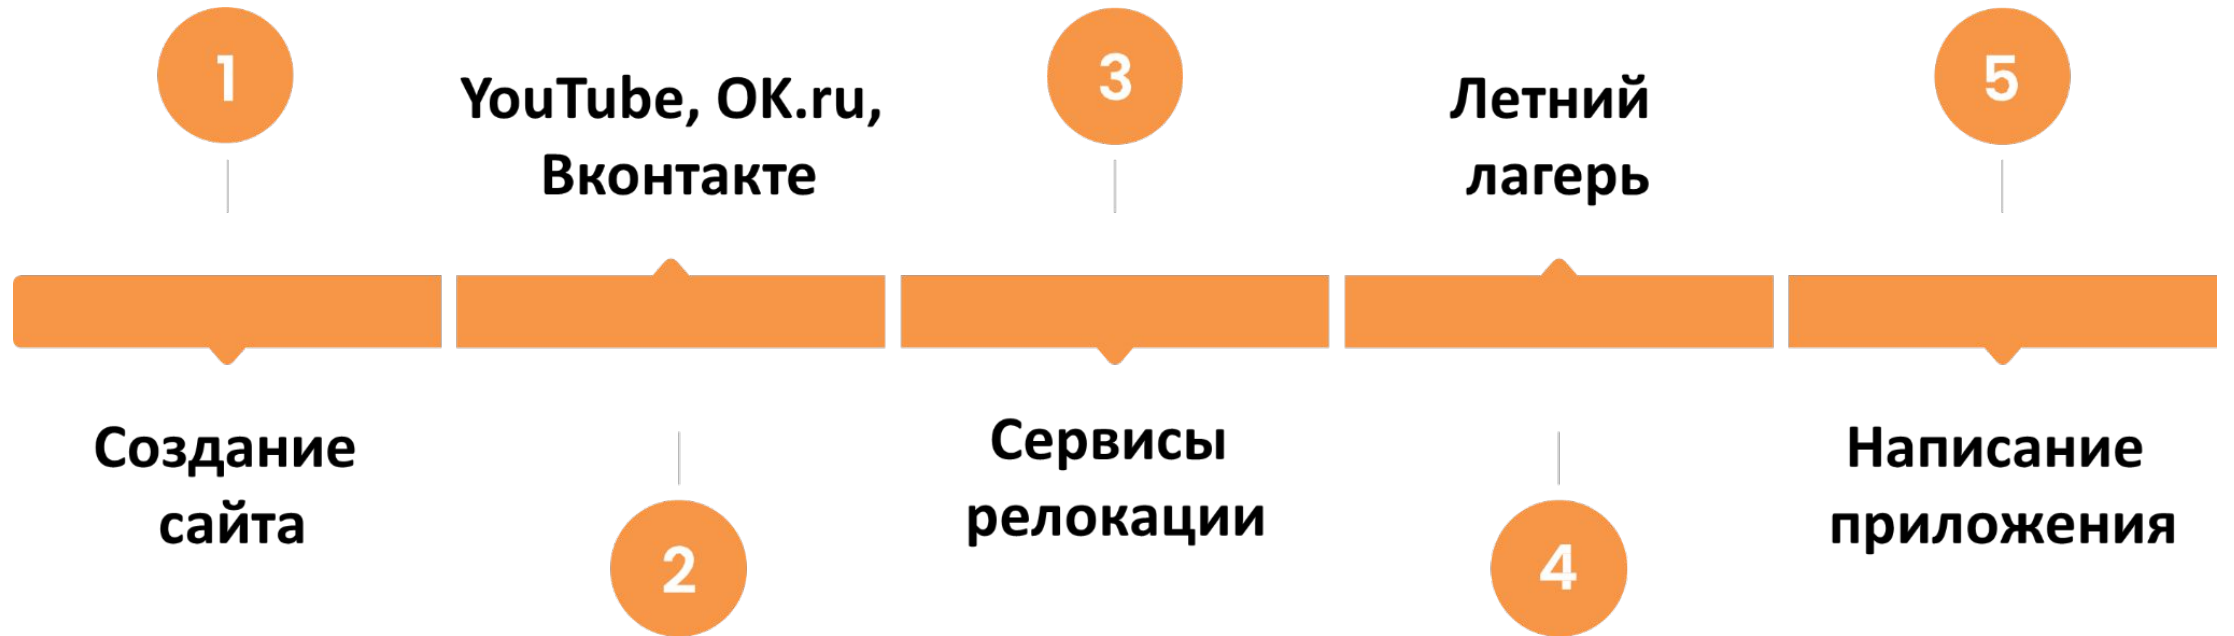 1
Создание
сайта
YouTube, OK.ru,
Вконтакте
2
3
Сервисы
релокации
Летний
лагерь
4
5
Написание
приложения